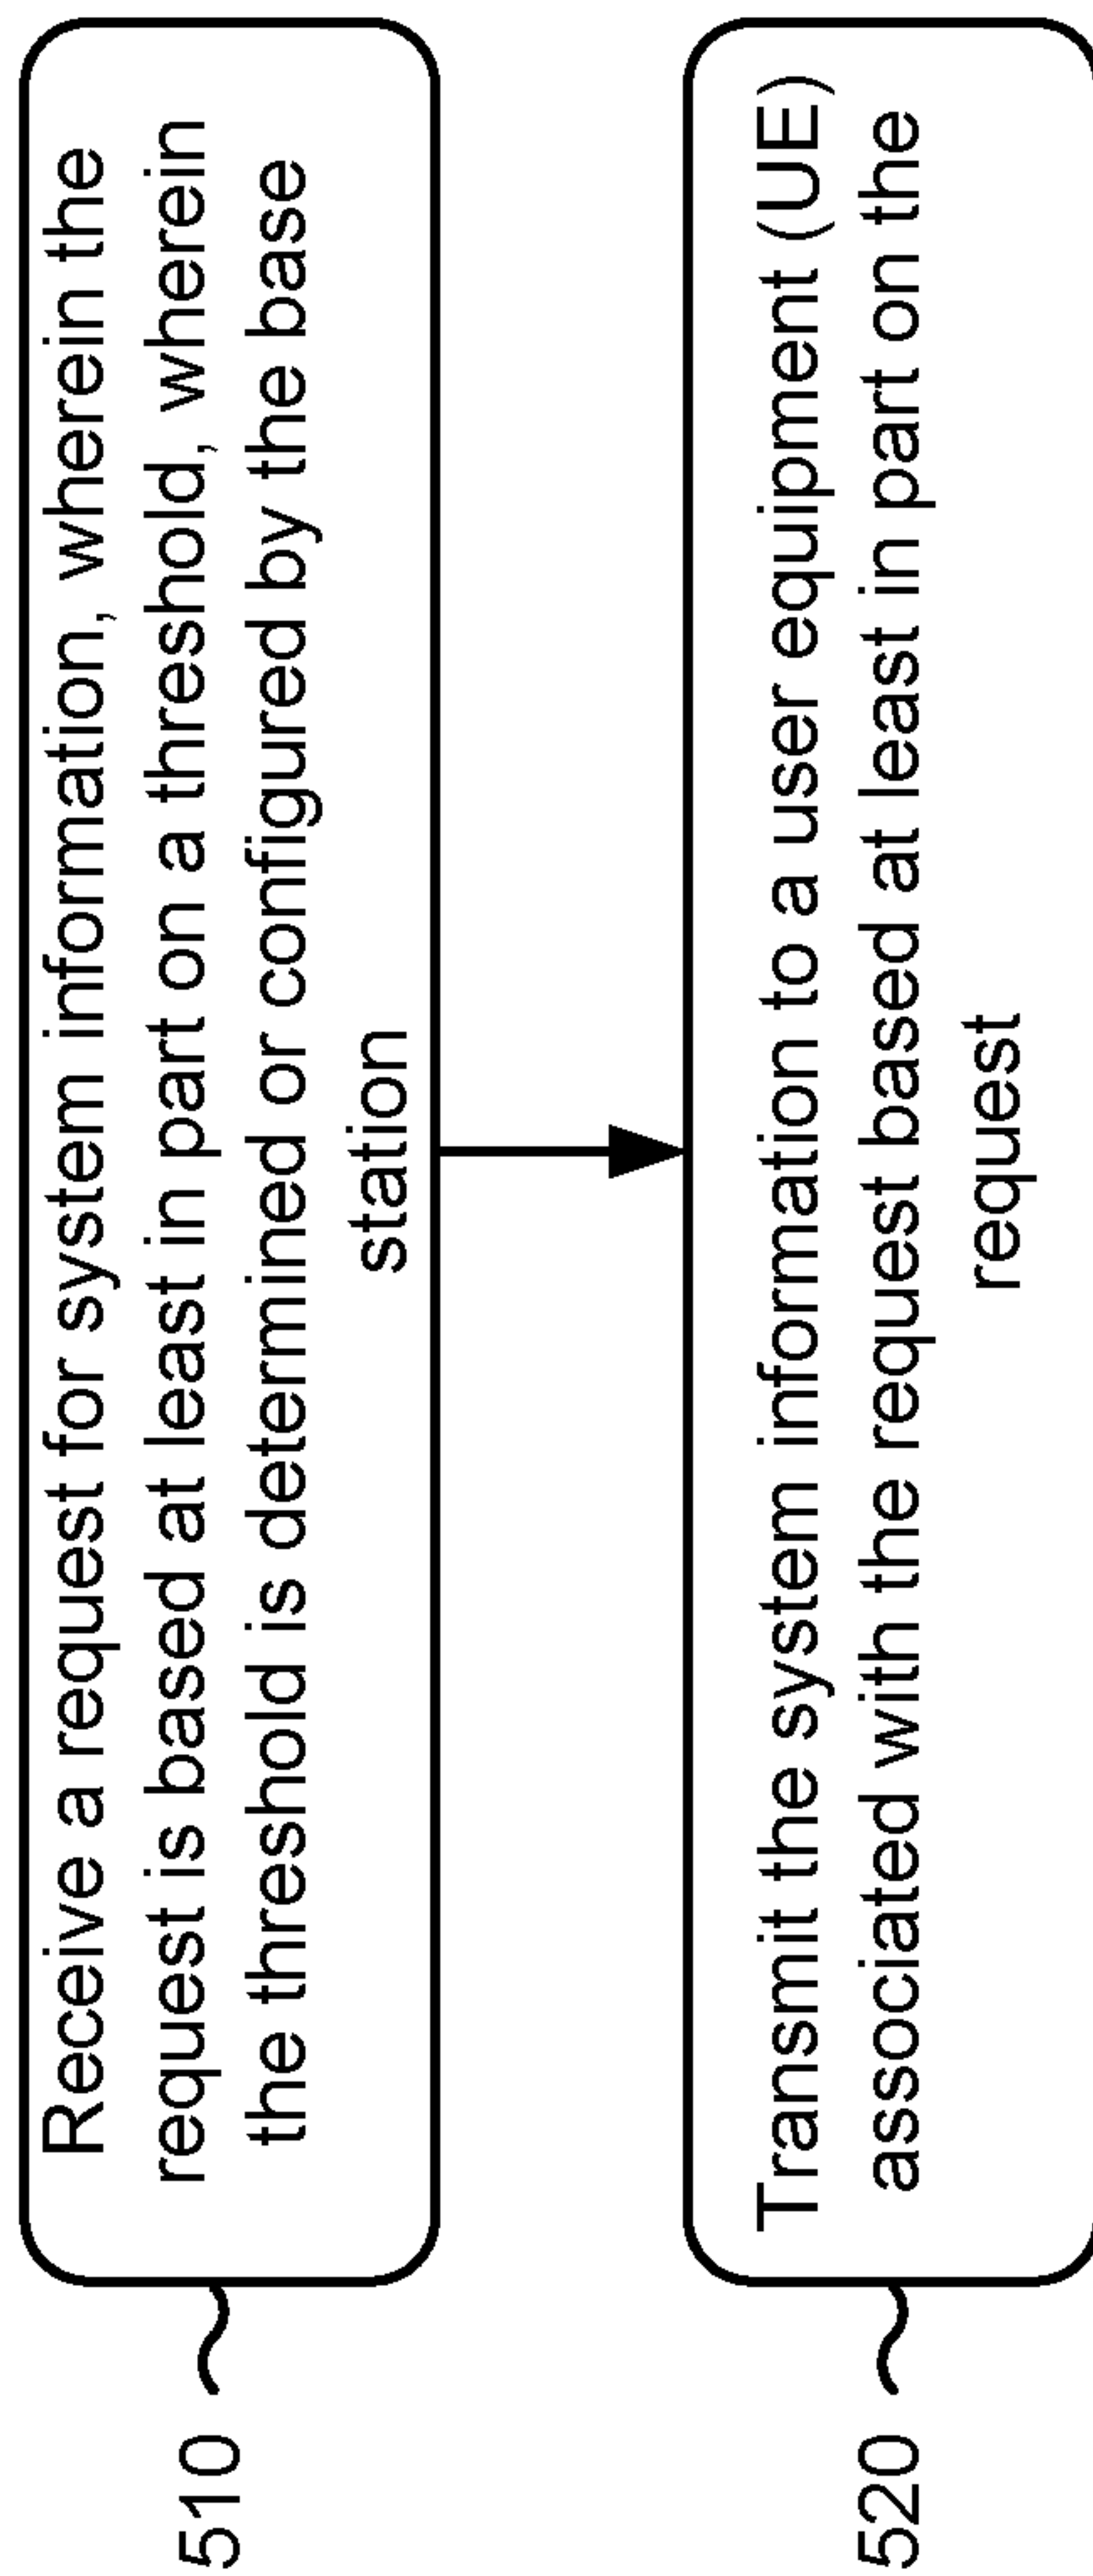 510
Receive a request for system information, wherein the
request is based at least in part on a threshold, wherein
the threshold is determined or configured by the base
station
520
Transmit the system information to a user equipment (UE)
associated with the request based at least in part on the
request